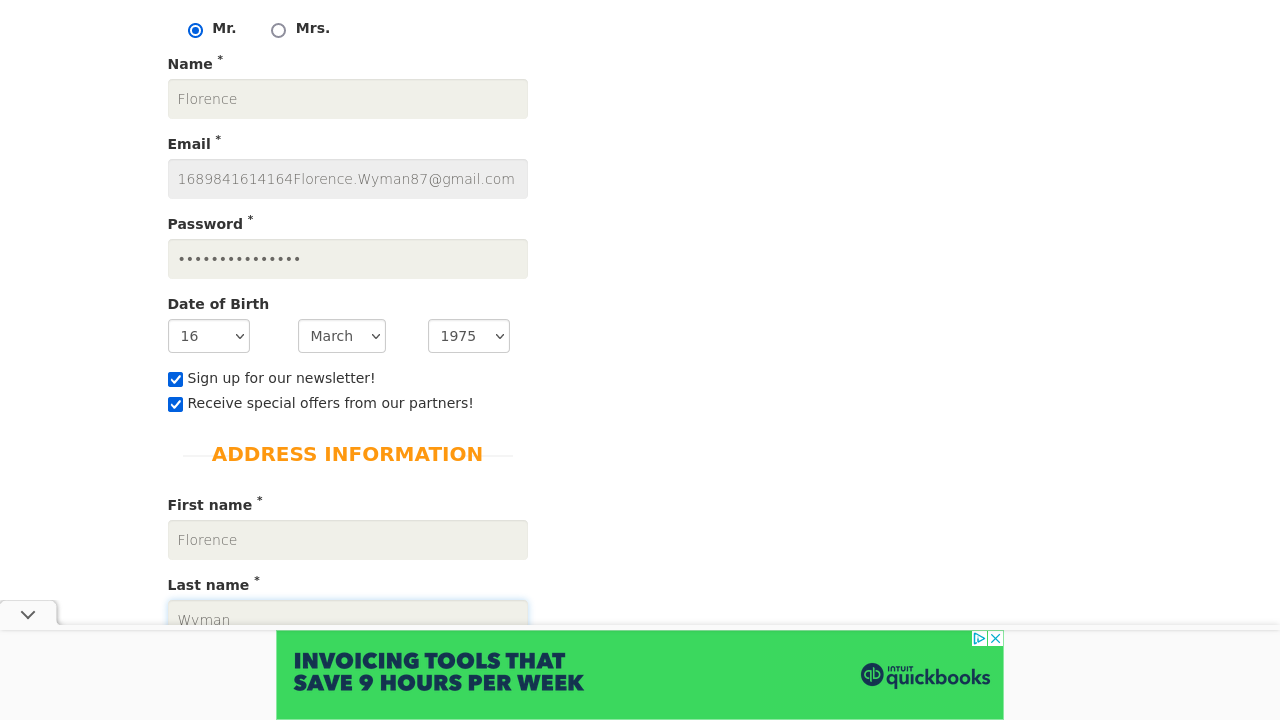 Mr. Mrs.
Name *
Florence
Email *
1689841614164Florence.Wyman87@gmail.com
Password *
•••••••••••••••
Date of Birth
16 March 1975
Sign up for our newsletter!
Receive special offers from our partners!
ADDRESS INFORMATION
First name *
Florence
Last name *
Wyman
INVOICING TOOLS THAT
SAVE 9 HOURS PER WEEK
INTUIT
quickbooks